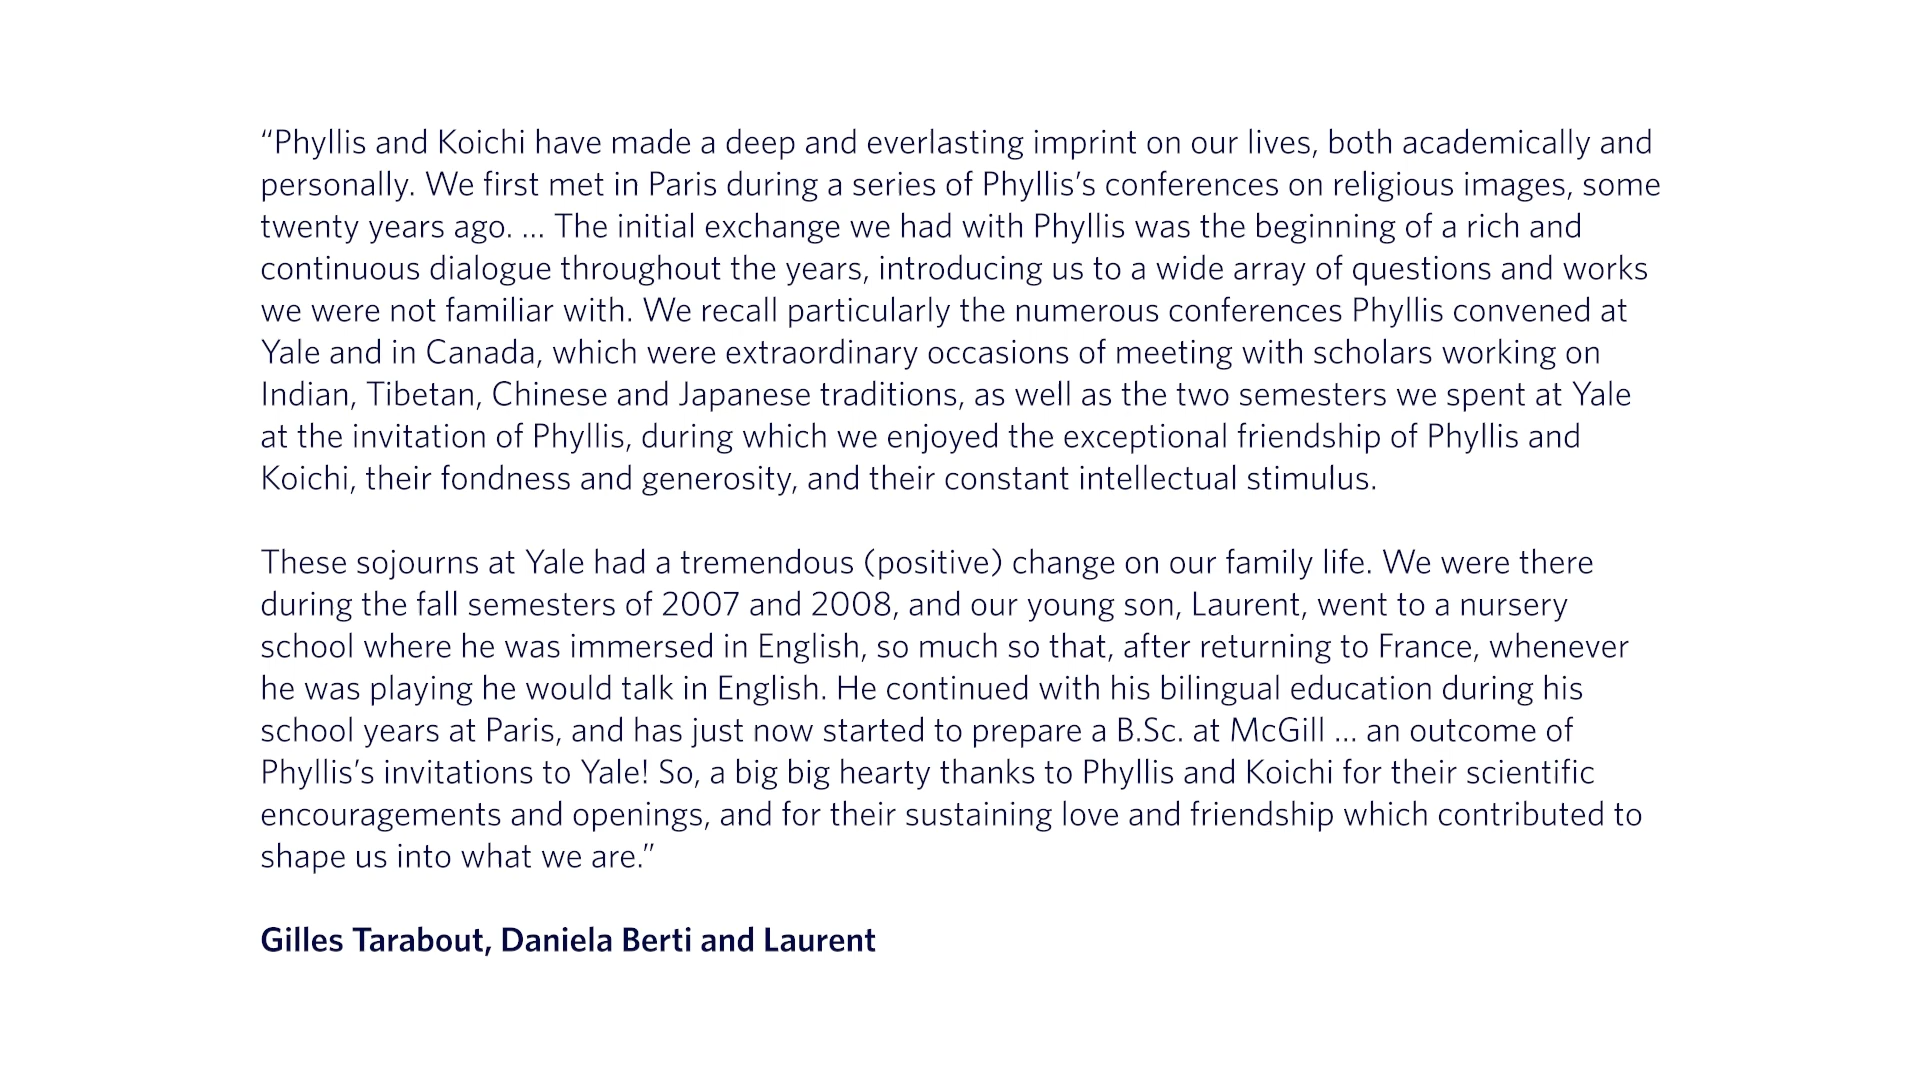 “Phyllis and Koichi have made a deep and everlasting imprint on our lives, both academically and
personally. We first met in Paris during a series of Phyllis’s conferences on religious images, some
twenty years ago. ... The initial exchange we had with Phyllis was the beginning of a rich and
continuous dialogue throughout the years, introducing us to a wide array of questions and works
we were not familiar with. We recall particularly the numerous conferences Phyllis convened at
Yale and in Canada, which were extraordinary occasions of meeting with scholars working on
Indian, Tibetan, Chinese and Japanese traditions, as well as the two semesters we spent at Yale
at the invitation of Phyllis, during which we enjoyed the exceptional friendship of Phyllis and
Koichi, their fondness and generosity, and their constant intellectual stimulus.
These sojourns at Yale had a tremendous (positive) change on our family life. We were there
during the fall semesters of 2007 and 2008, and our young son, Laurent, went to a nursery
school where he was immersed in English, so much so that, after returning to France, whenever
he was playing he would talk in English. He continued with his bilingual education during his
school years at Paris, and has just now started to prepare a B.Sc. at McGill ... an outcome of
Phyllis’s invitations to Yale! So, a big big hearty thanks to Phyllis and Koichi for their scientific
encouragements and openings, and for their sustaining love and friendship which contributed to
shape us into what we are.”
Gilles Tarabout, Daniela Berti and Laurent